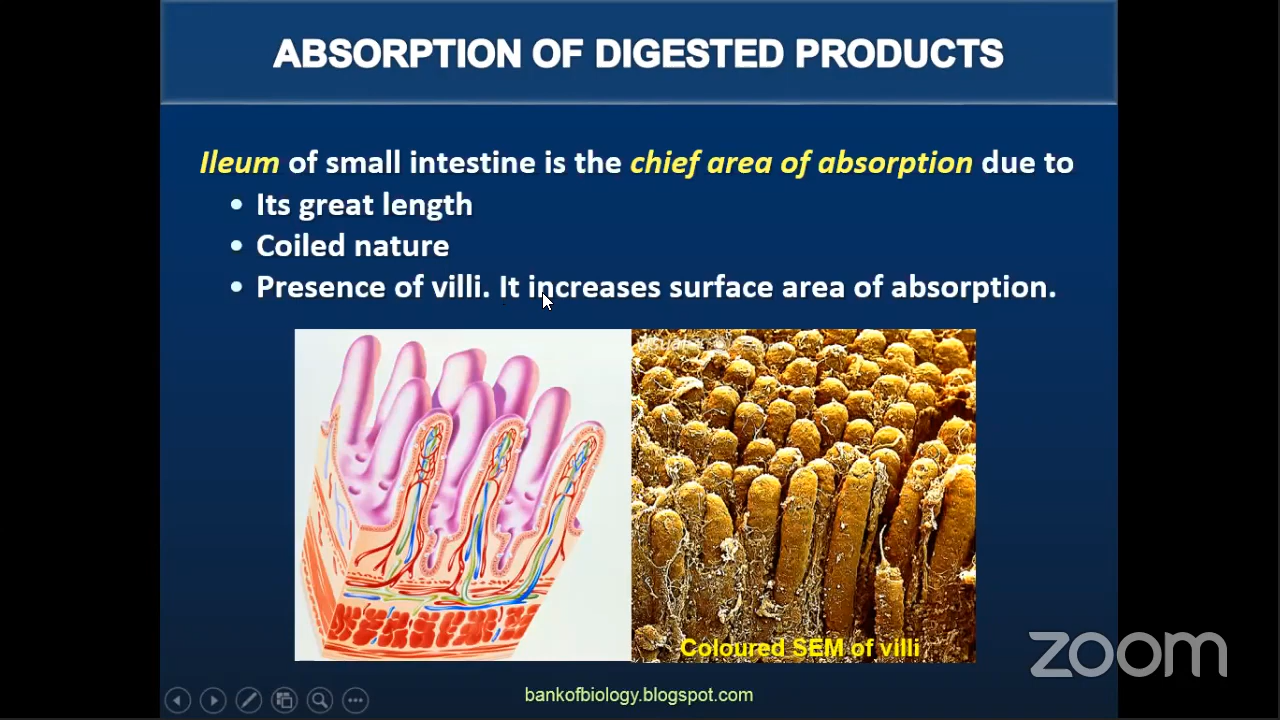 ABSORPTION OF DIGESTED PRODUCTS
Ileum of small intestine is the chief area of absorption due to
• Its great length
• Coiled nature
• Presence of villi. It increases surface area of absorption.
Coloured SEM of villi
zoom
bankofbiology.blogspot.com